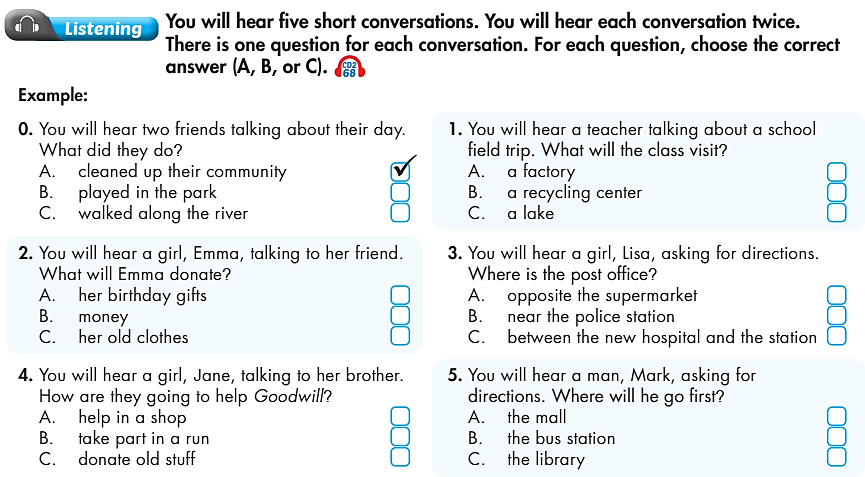 Listening
You will hear five short conversations. You will hear each conversation twice.
There is one question for each conversation. For each question, choose the correct
answer (A, B, or C). CD2 68
Example:
0. You will hear two friends talking about their day.
What did they do?
A. cleaned up their community
B. played in the park
C. walked along the river
1. You will hear a teacher talking about a school
field trip. What will the class visit?
A. a factory
B. a recycling center
C. a lake
2. You will hear a girl, Emma, talking to her friend.
What will Emma donate?
A. her birthday gifts
B. money
C. her old clothes
3. You will hear a girl, Lisa, asking for directions.
Where is the post office?
A. opposite the supermarket
B. near the police station
C. between the new hospital and the station
4. You will hear a girl, Jane, talking to her brother.
How are they going to help Goodwill?
A. help in a shop
B. take part in a run
C. donate old stuff
5. You will hear a man, Mark, asking for
directions. Where will he go first?
A. the mall
B. the bus station
C. the library